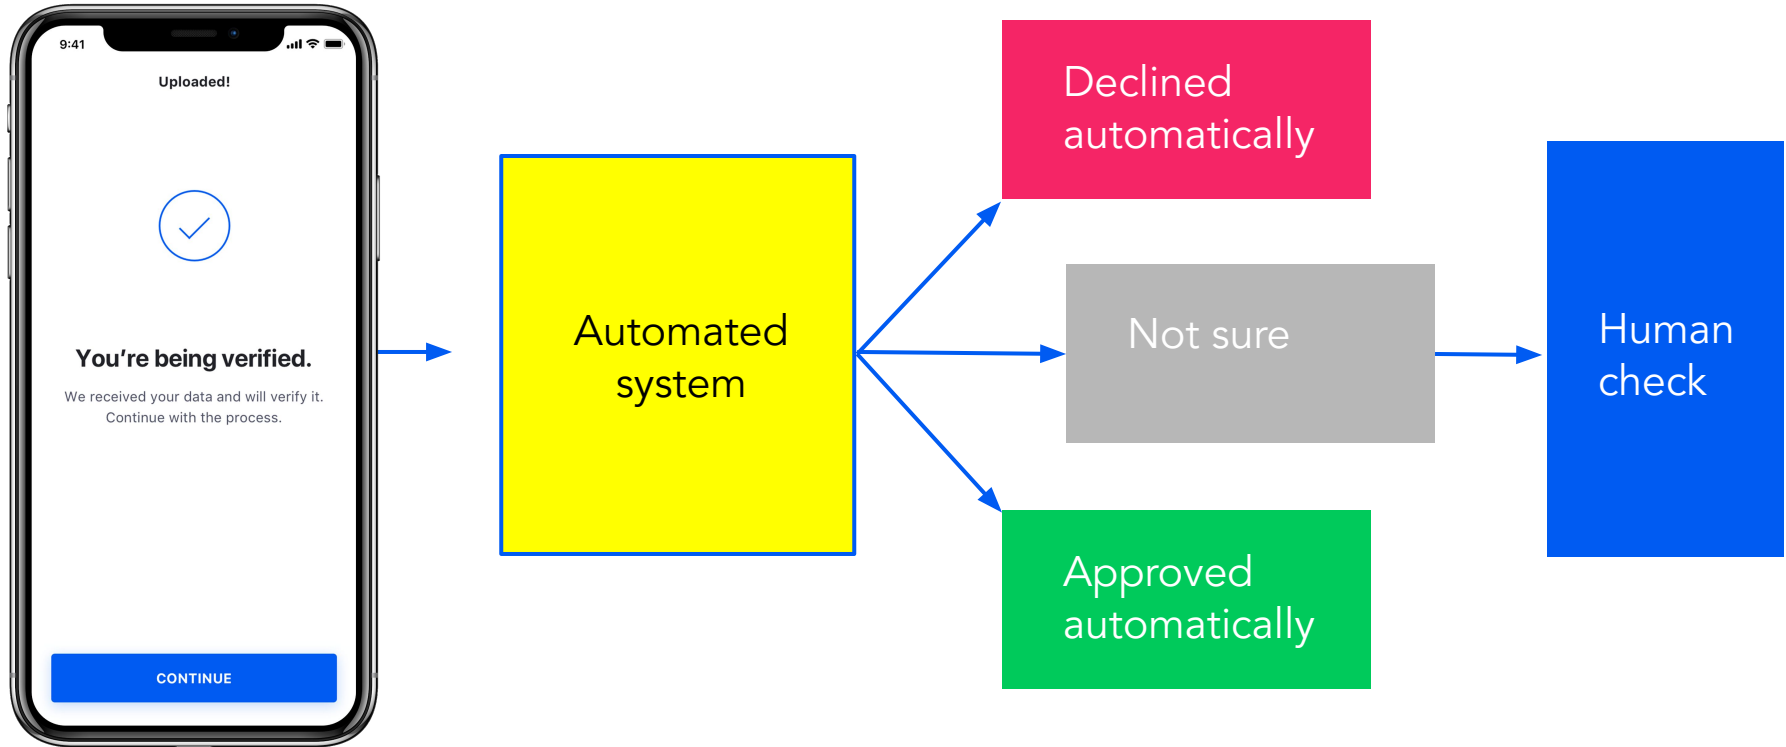 9:41
Uploaded!
You're being verified.
We received your data and will verify it.
Continue with the process.
CONTINUE
Automated
system
Declined
automatically
Not sure
Approved
automatically
Human
check